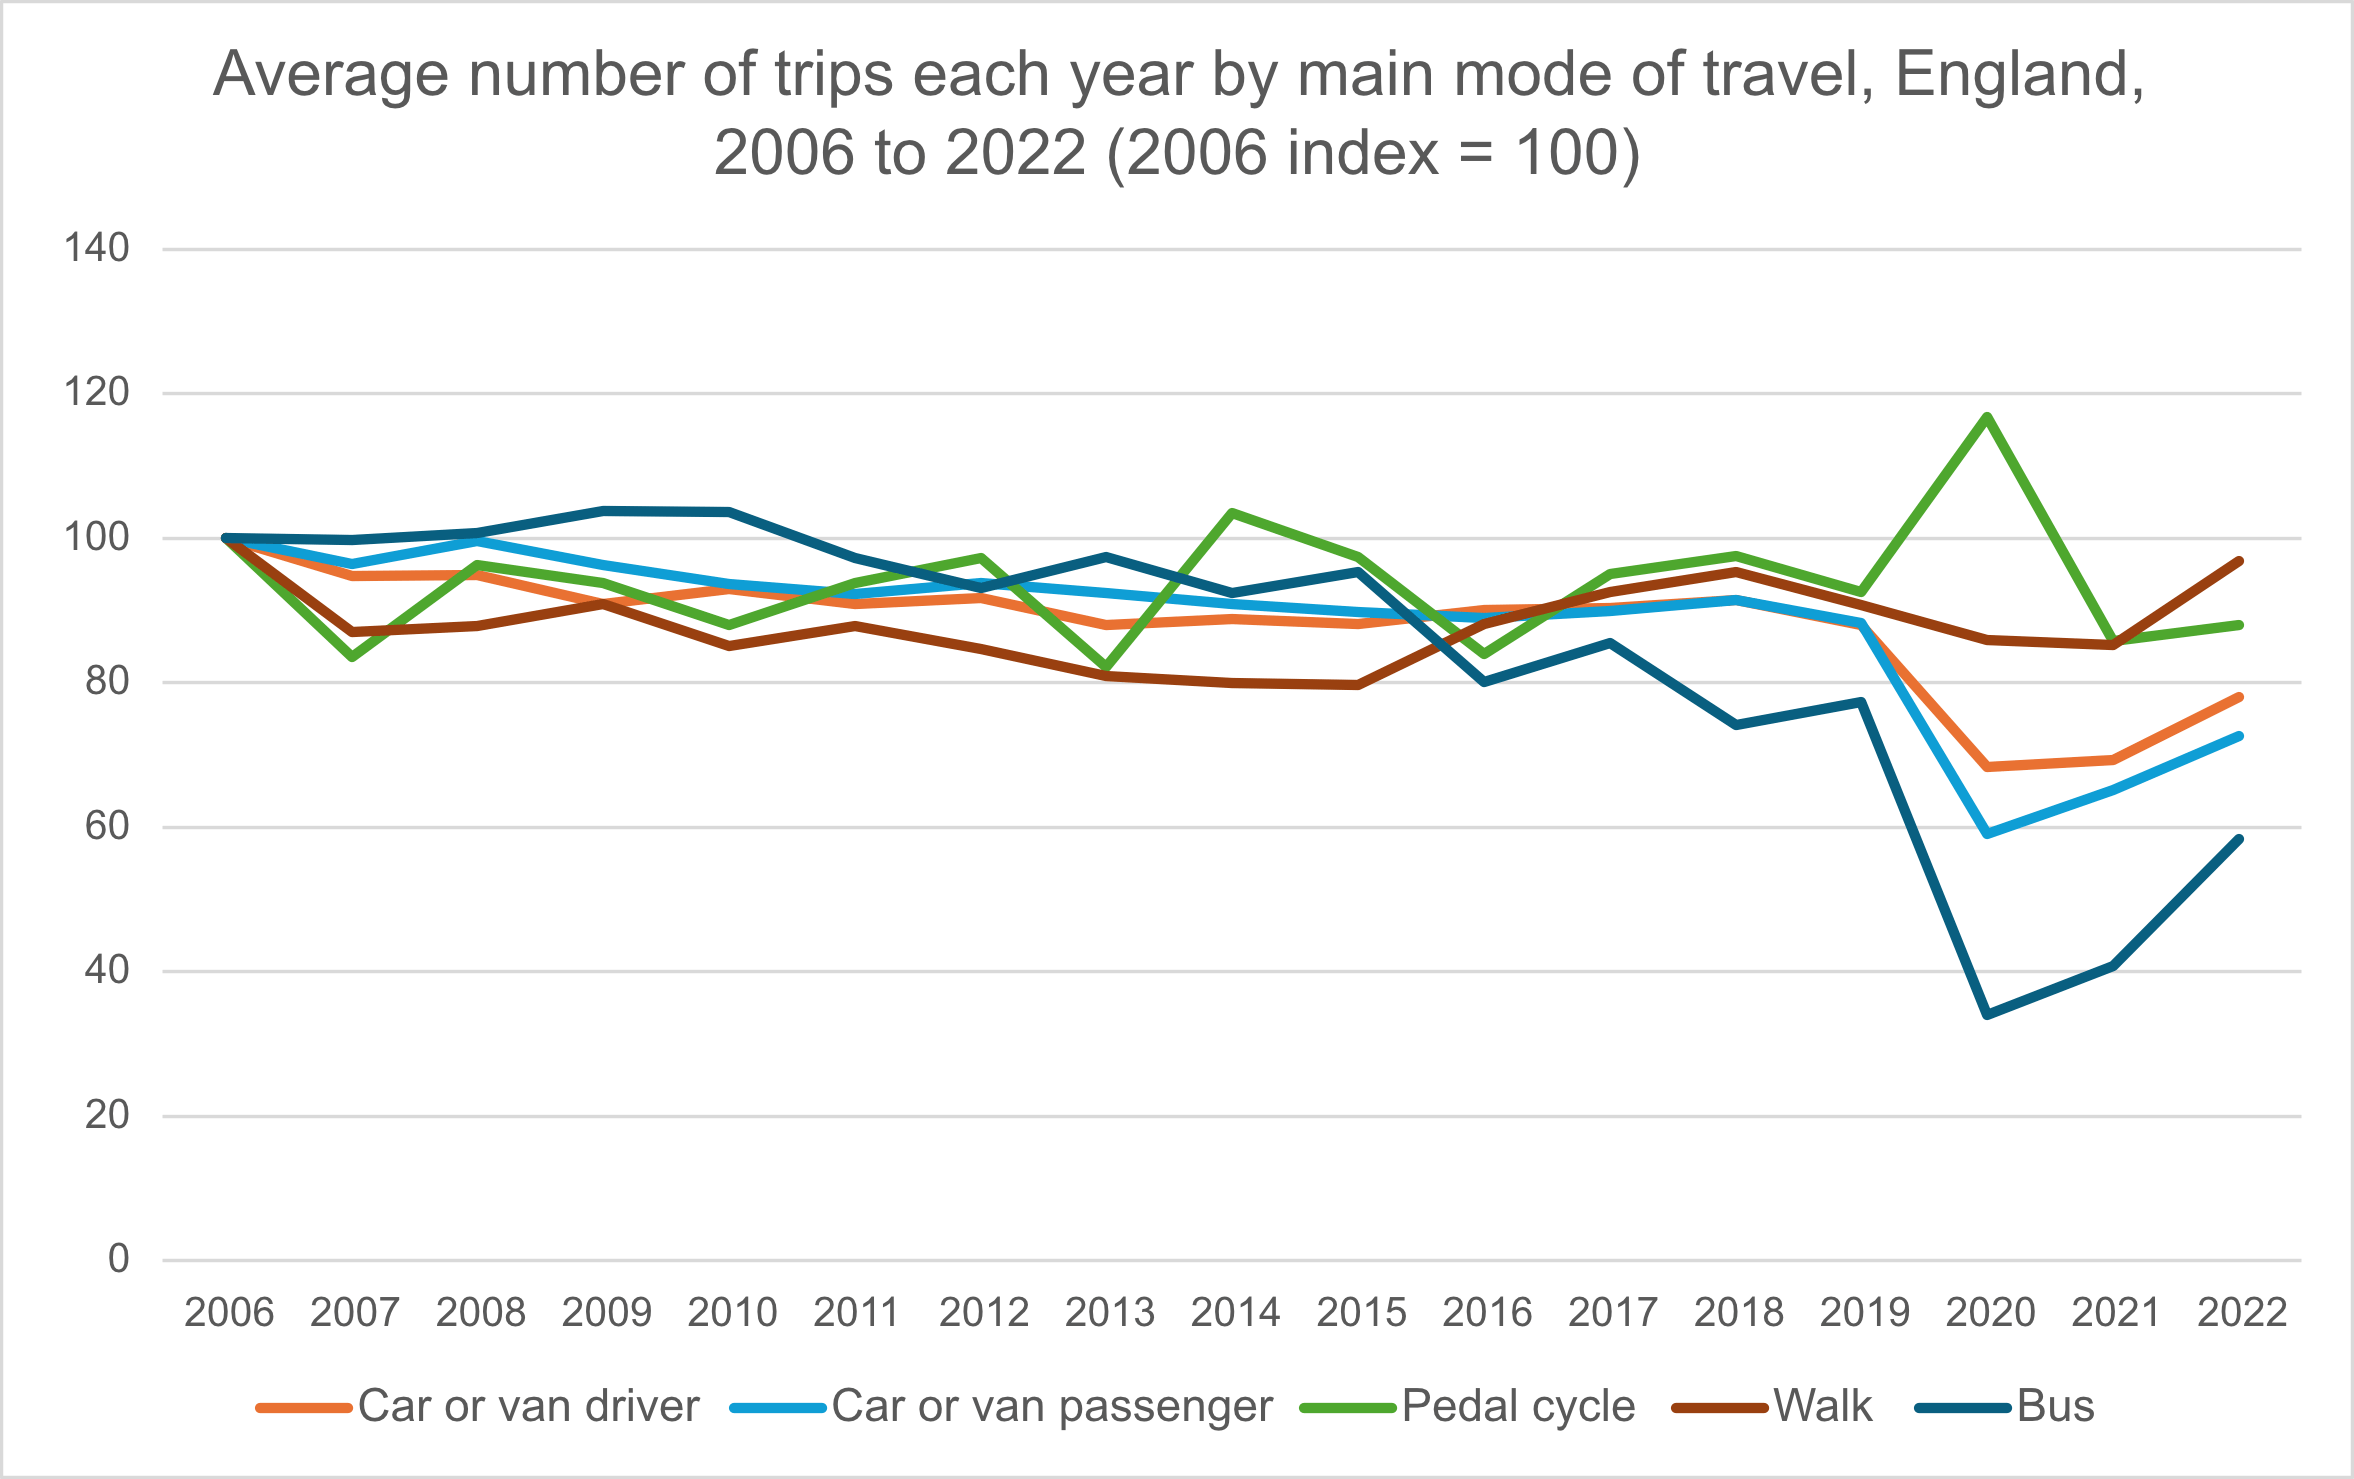 Average number of trips each year by main mode of travel, England,
2006 to 2022 (2006 index = 100)
140
120
100
80
60
40
20
0
2006 2007 2008 2009 2010 2011 2012 2013 2014 2015 2016 2017 2018 2019 2020 2021 2022
Car or van driver Car or van passenger Pedal cycle Walk Bus